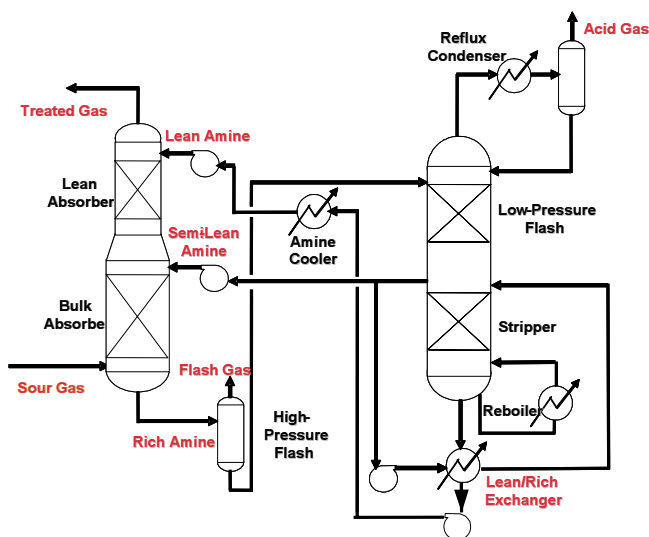 Reflux
Condenser
Acid Gas
Treated Gas
Lean Amine
Lean
Absorber
Low-Pressure
Flash
Semi-Lean
Amine
Amine
Cooler
Bulk
Absorbe
Stripper
Sour Gas
Flash Gas
Reboiler
High-
Pressure
Flash
Rich Amine
Lean/Rich
Exchanger